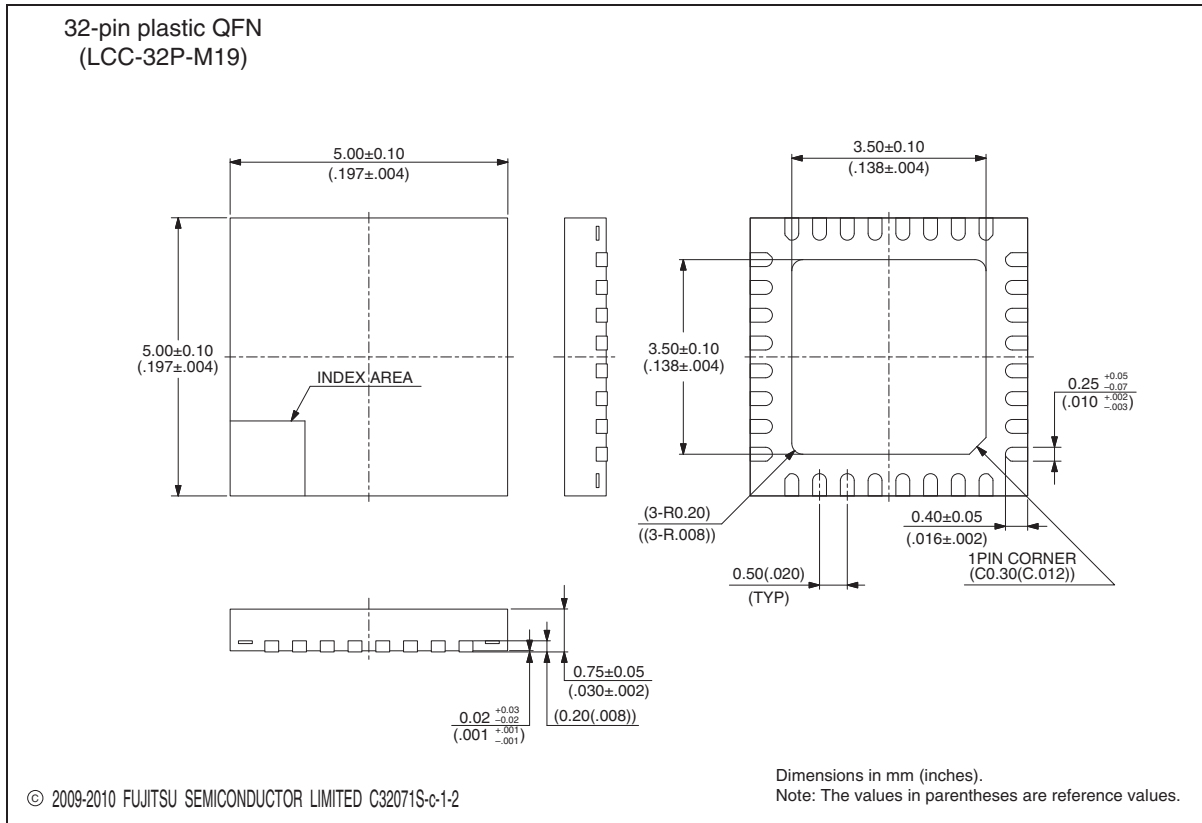 32-pin plastic QFN
(LCC-32P-M19)
5.00±0.10
(.197±.004)
3.50±0.10
(.138±.004)
5.00±0.10
(.197±.004)
INDEX AREA
3.50±0.10
(.138±.004)
0.25 +0.05 −0.07
(.010 +.002 −.003)
(3-R0.20)
((3-R.008))
0.40±0.05
(.016±.002)
1PIN CORNER
(C0.30(C.012))
0.50(.020)
(TYP)
0.75±0.05
(.030±.002)
0.02 +0.03 −0.02
(.001 +.001 −.001)
(0.20(.008))
© 2009-2010 FUJITSU SEMICONDUCTOR LIMITED C32071S-c-1-2
Dimensions in mm (inches).
Note: The values in parentheses are reference values.